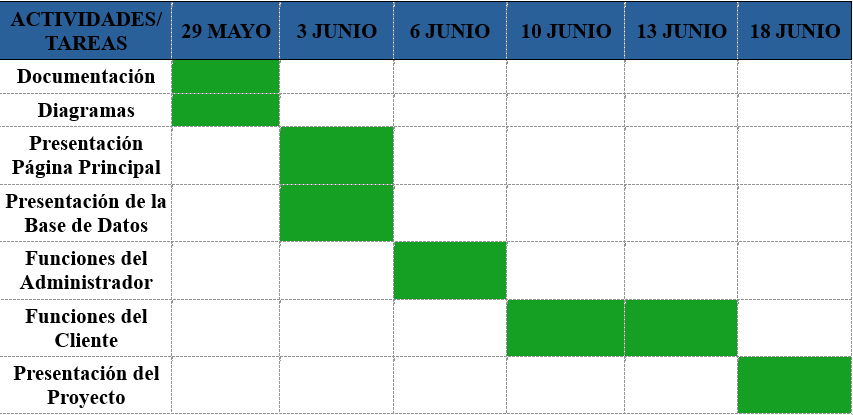 ACTIVIDADES/
TAREAS
29 MAYO
3 JUNIO
6 JUNIO
10 JUNIO
13 JUNIO
18 JUNIO
Documentación
Diagramas
Presentación
Página Principal
Presentación de la
Base de Datos
Funciones del
Administrador
Funciones del
Cliente
Presentación del
Proyecto